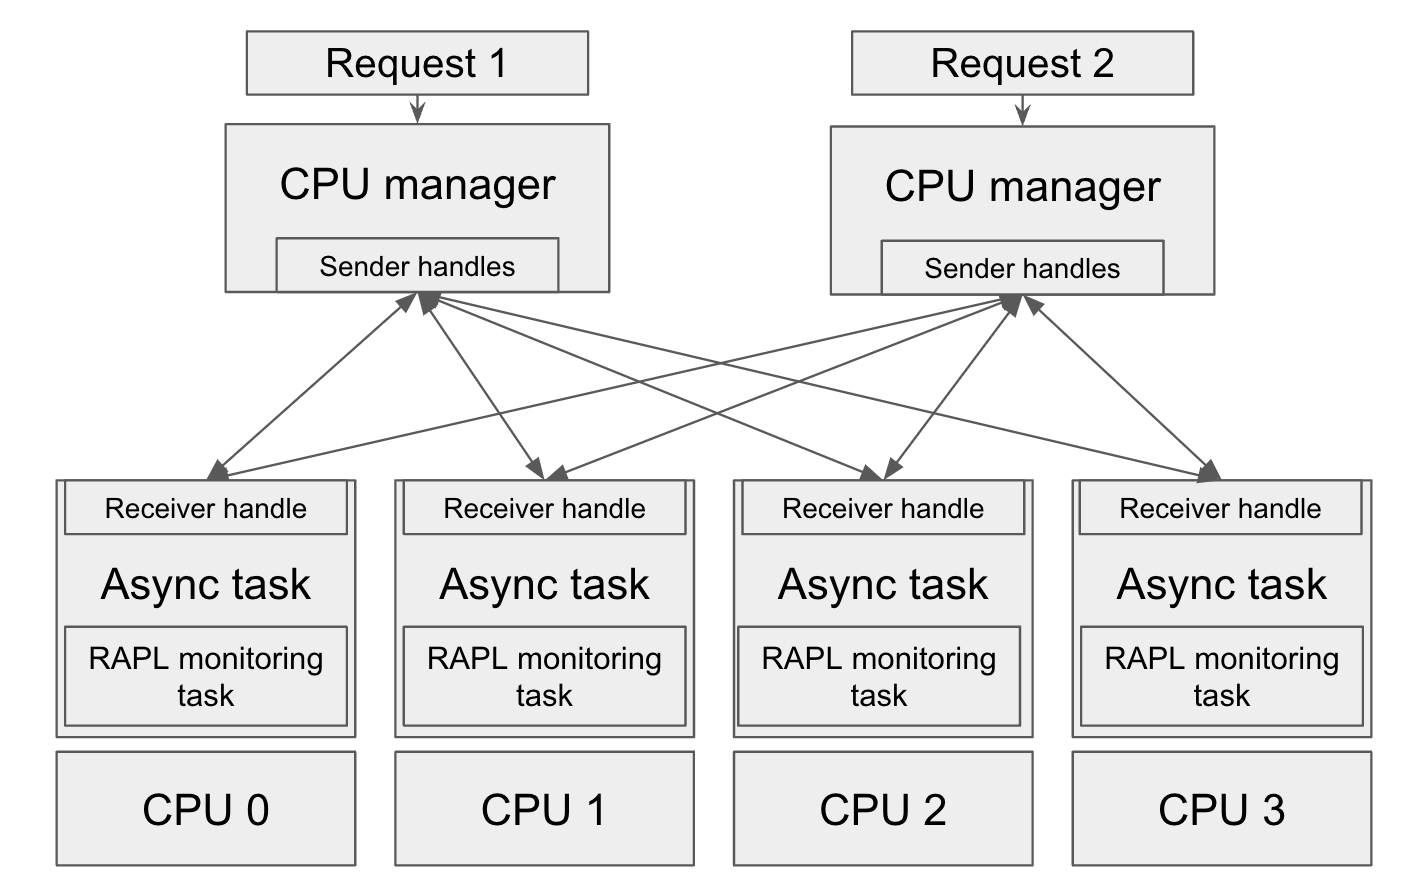 Request 1
Request 2
CPU manager
CPU manager
Sender handles
Sender handles
Receiver handle
Receiver handle
Receiver handle
Receiver handle
Async task
Async task
Async task
Async task
RAPL monitoring
task
RAPL monitoring
task
RAPL monitoring
task
RAPL monitoring
task
CPU 0
CPU 1
CPU 2
CPU 3